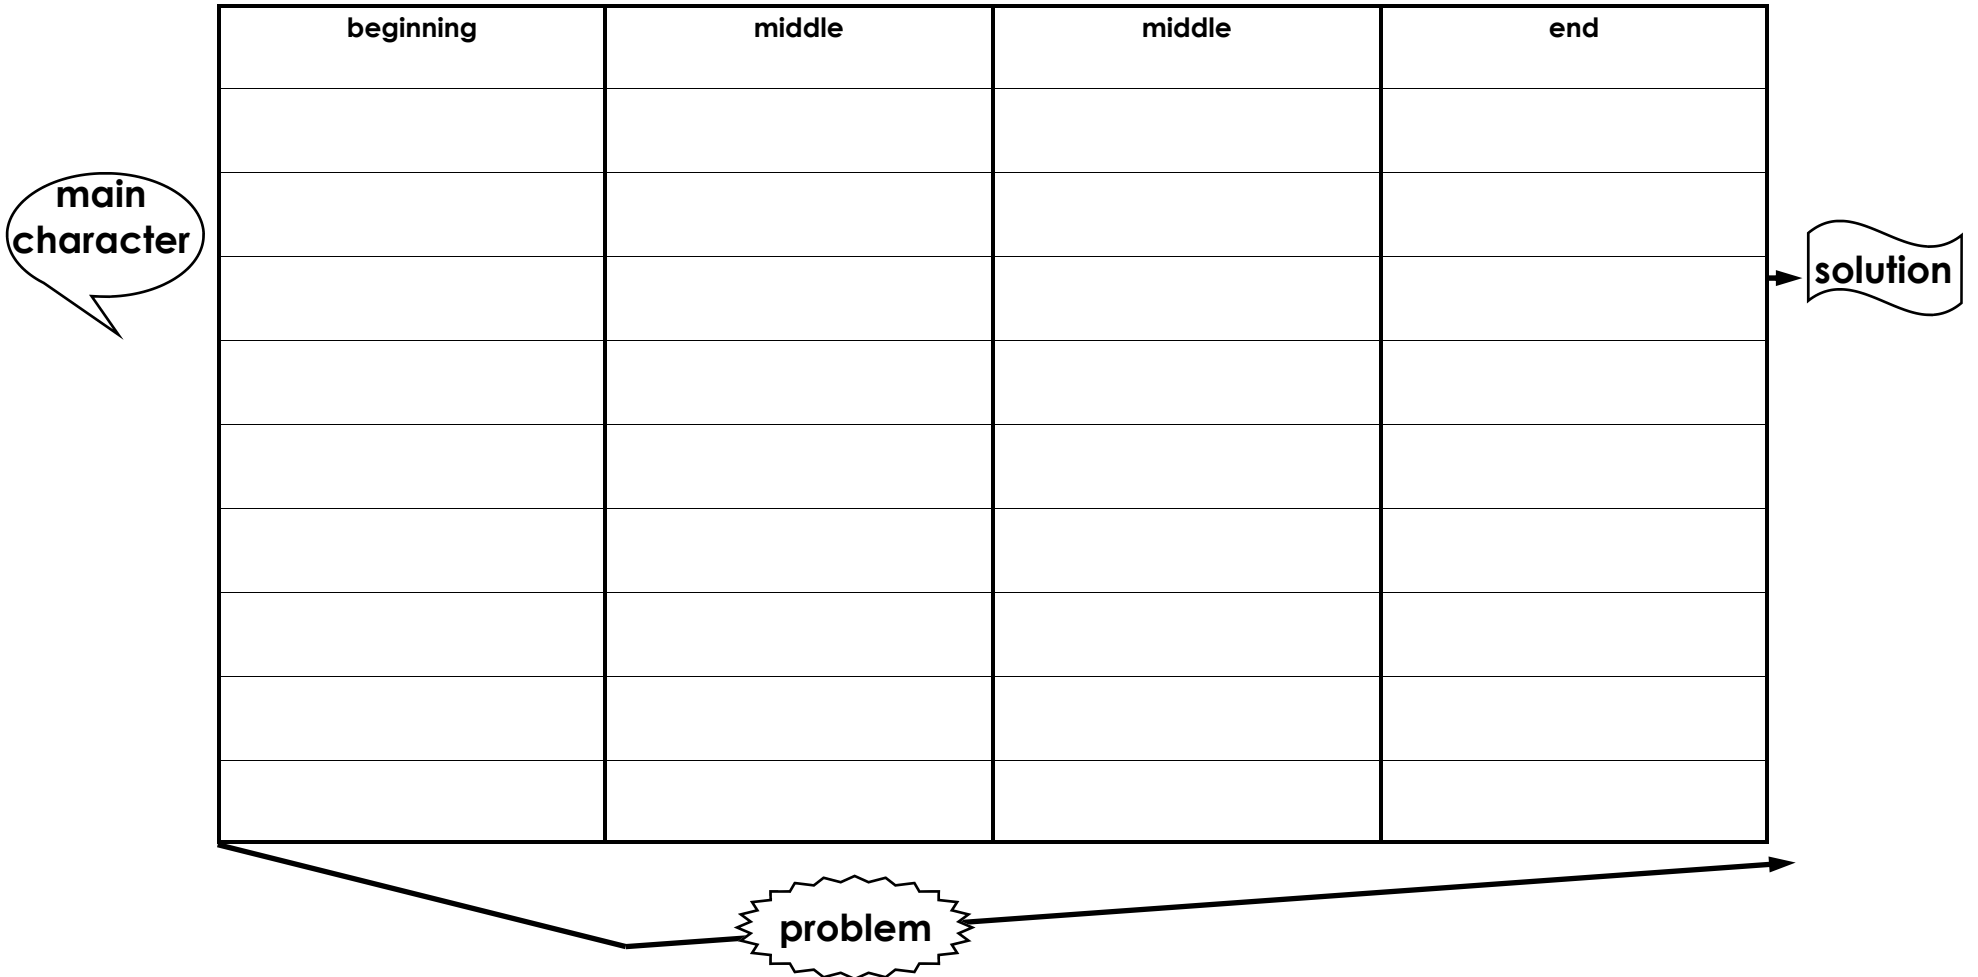 beginning
middle
middle
end
main
character
solution
problem